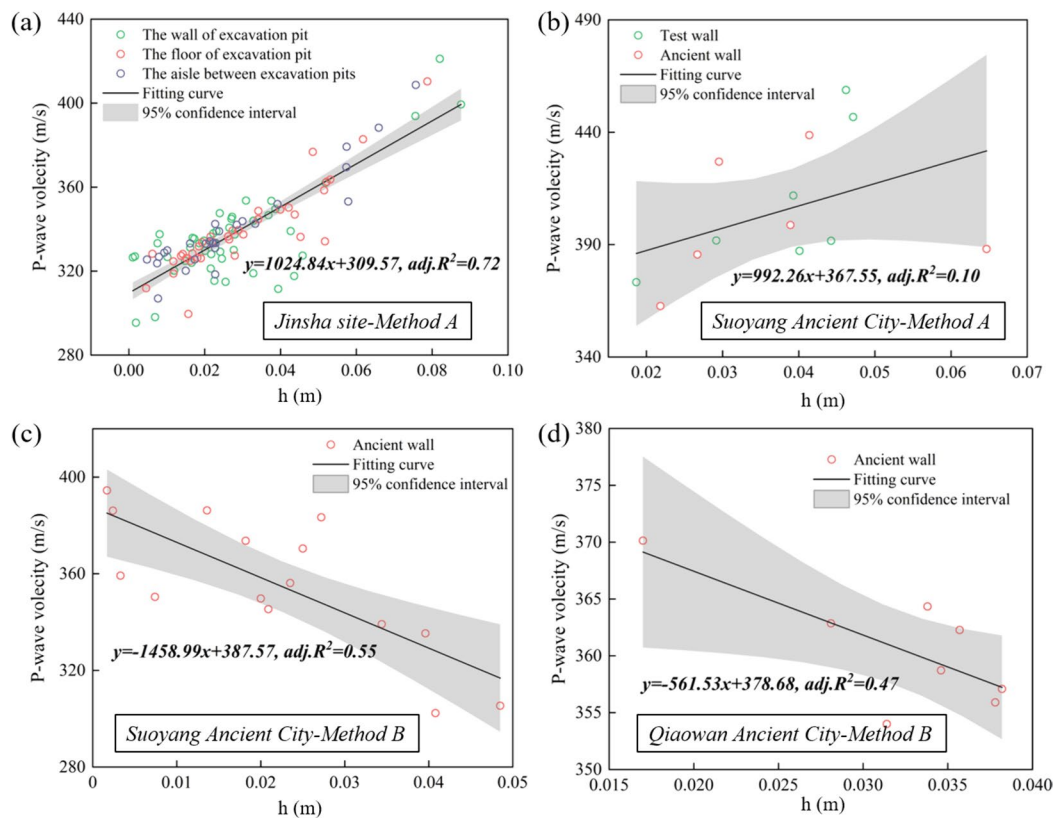 (a)
440
400
360
320
280
P-wave volecity (m/s)
The wall of excavation pit
The floor of excavation pit
The aisle between excavation pits
Fitting curve
95% confidence interval
y=1024.84x+309.57, adj.R²=0.72
Jinsha site-Method A
0.00 0.02 0.04 0.06 0.08 0.10
h (m)
(b)
490
440
390
340
P-wave volecity (m/s)
Test wall
Ancient wall
Fitting curve
95% confidence interval
y=992.26x+367.55, adj.R²=0.10
Suoyang Ancient City-Method A
0.02 0.03 0.04 0.05 0.06 0.07
h (m)
(c)
400
360
320
280
P-wave volecity (m/s)
Ancient wall
Fitting curve
95% confidence interval
y=-1458.99x+387.57, adj.R²=0.55
Suoyang Ancient City-Method B
0 0.01 0.02 0.03 0.04 0.05
h (m)
(d)
380
375
370
365
360
354
350
P-wave volecity (m/s)
Ancient wall
Fitting curve
95% confidence interval
y=-561.53x+378.68, adj.R²=0.47
Qiaowan Ancient City-Method B
0.015 0.020 0.025 0.030 0.035 0.040
h (m)